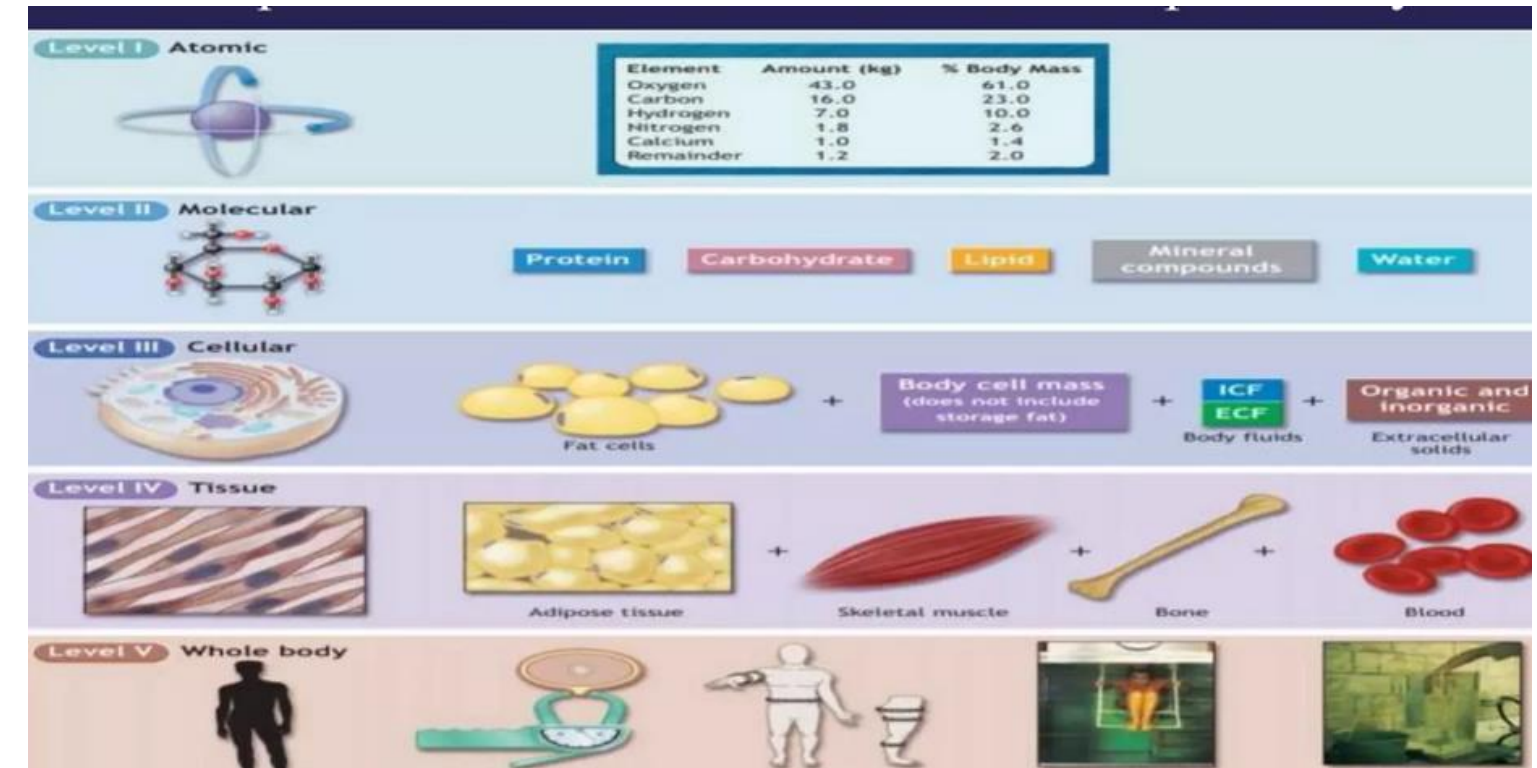 Level I Atomic
Element Amount (kg) % Body Mass
Oxygen 43.0 61.0
Carbon 16.0 23.0
Hydrogen 7.0 10.0
Nitrogen 1.8 2.6
Calcium 1.0 1.4
Remainder 1.2 2.0
Level II Molecular
Protein
Carbohydrate
Lipid
Mineral
compounds
Water
Level III Cellular
Fat cells
+
Body cell mass
(does not include
storage fat)
+
ICF
ECF
Body fluids
+
Organic and
inorganic
Extracellular
solids
Level IV Tissue
Adipose tissue
+
Skeletal muscle
+
Bone
+
Blood
Level V Whole body